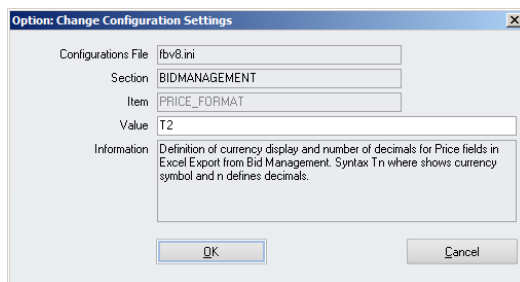 Option: Change Configuration Settings
Configurations File fbv8.ini
Section BIDMANAGEMENT
Item PRICE_FORMAT
Value T2
Information Definition of currency display and number of decimals for Price fields in
Excel Export from Bid Management. Syntax Tn where shows currency
symbol and n defines decimals.
OK Cancel